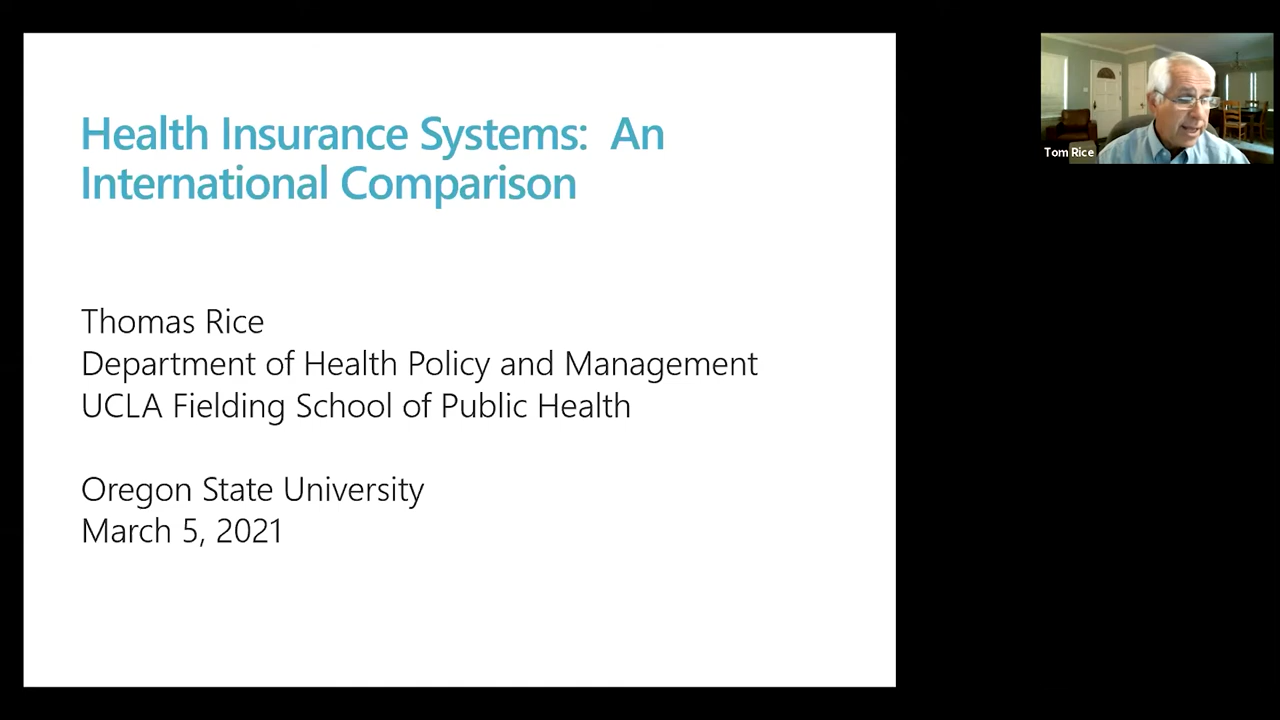 Health Insurance Systems:  An
International Comparison
Thomas Rice
Department of Health Policy and Management
UCLA Fielding School of Public Health
Oregon State University
March 5, 2021
Tom Rice